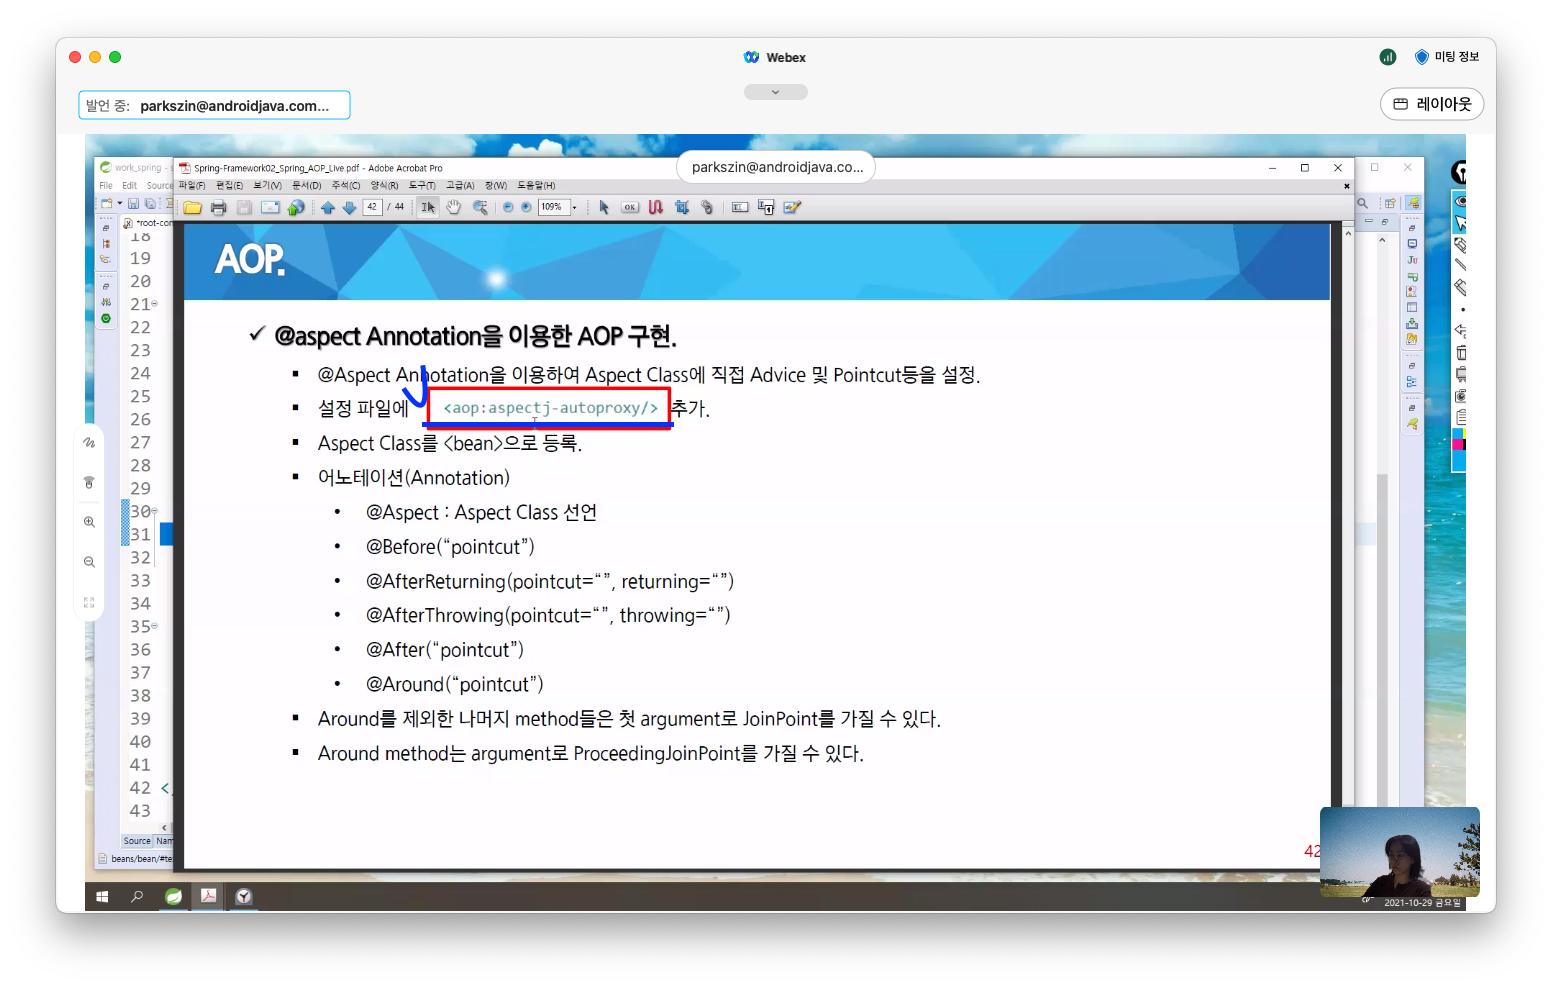 Webex
미팅 정보
발언 중: parkszin@androidjava.com...
레이아웃
parkszin@androidjava.co...
work_spring - s
Spring-Framework02_Spring_AOP_Live.pdf - Adobe Acrobat Pro
File Edit Source
파일(F) 편집(E) 보기(V) 문서(D) 주석(C) 양식(R) 도구(T) 고급(A) 창(W) 도움말(H)
42 / 44 109%
*root-con
AOP.
✓ @aspect Annotation을 이용한 AOP 구현.
▪ @Aspect Annotation을 이용하여 Aspect Class에 직접 Advice 및 Pointcut등을 설정.
▪ 설정 파일에 <aop:aspectj-autoproxy/> 추가.
▪ Aspect Class를 <bean>으로 등록.
▪ 어노테이션(Annotation)
• @Aspect : Aspect Class 선언
• @Before(“pointcut”)
• @AfterReturning(pointcut=“”, returning=“”)
• @AfterThrowing(pointcut=“”, throwing=“”)
• @After(“pointcut”)
• @Around(“pointcut”)
▪ Around를 제외한 나머지 method들은 첫 argument로 JoinPoint를 가질 수 있다.
▪ Around method는 argument로 ProceedingJoinPoint를 가질 수 있다.
42
18
19
20
21
22
23
24
25
26
27
28
29
30
31
32
33
34
35
36
37
38
39
40
41
42 <
43
Source Nam
beans/bean/#te
2021-10-29 금요일